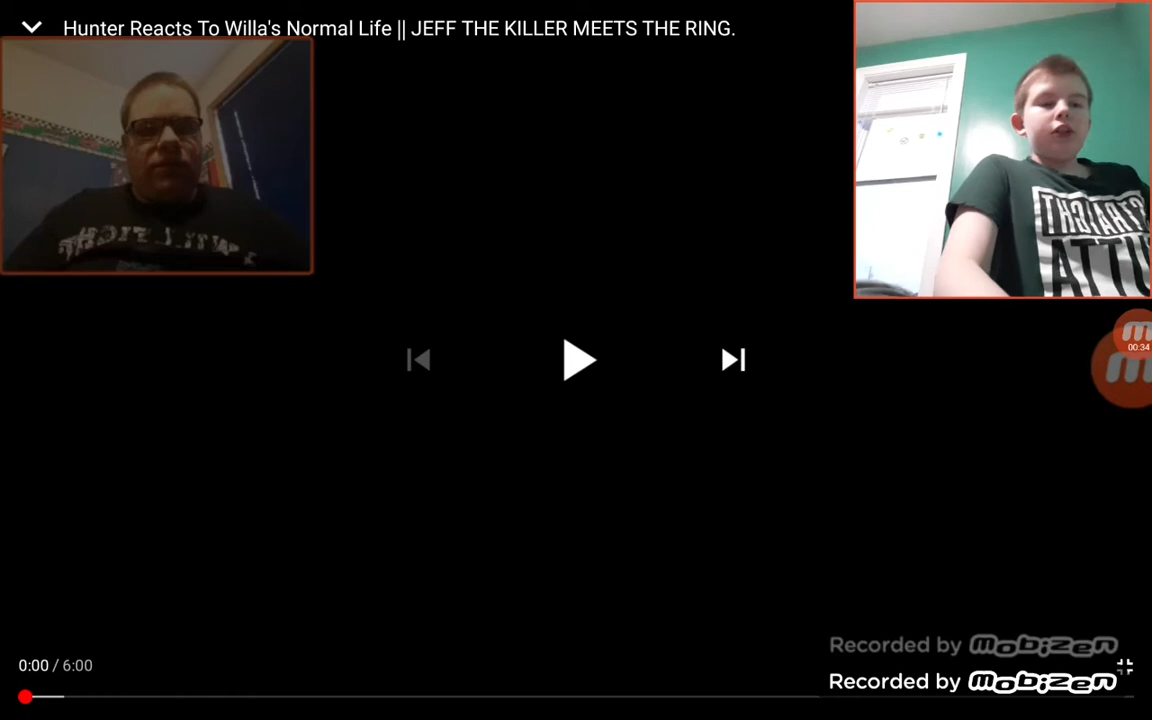 Hunter Reacts To Willa's Normal Life || JEFF THE KILLER MEETS THE RING.
00:34
0:00 / 6:00
Recorded by mobizen
Recorded by mobizen